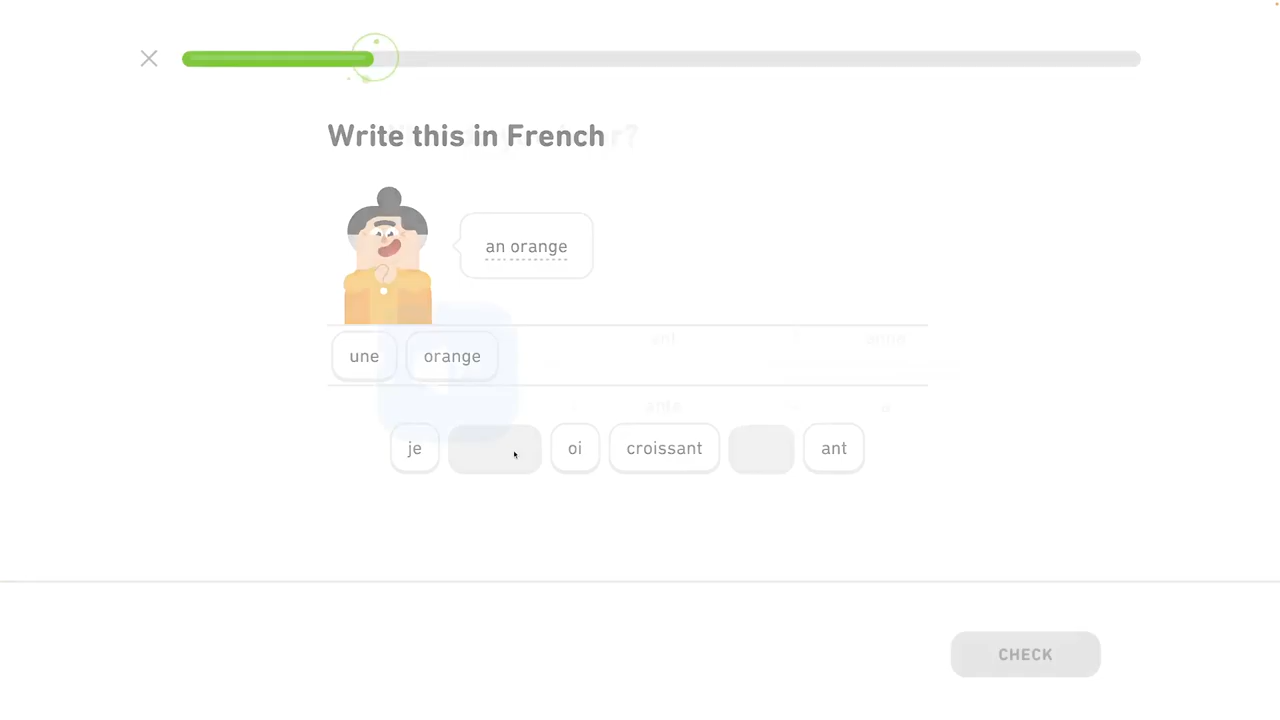 Write this in French
an orange
une orange
je oi croissant ant
CHECK